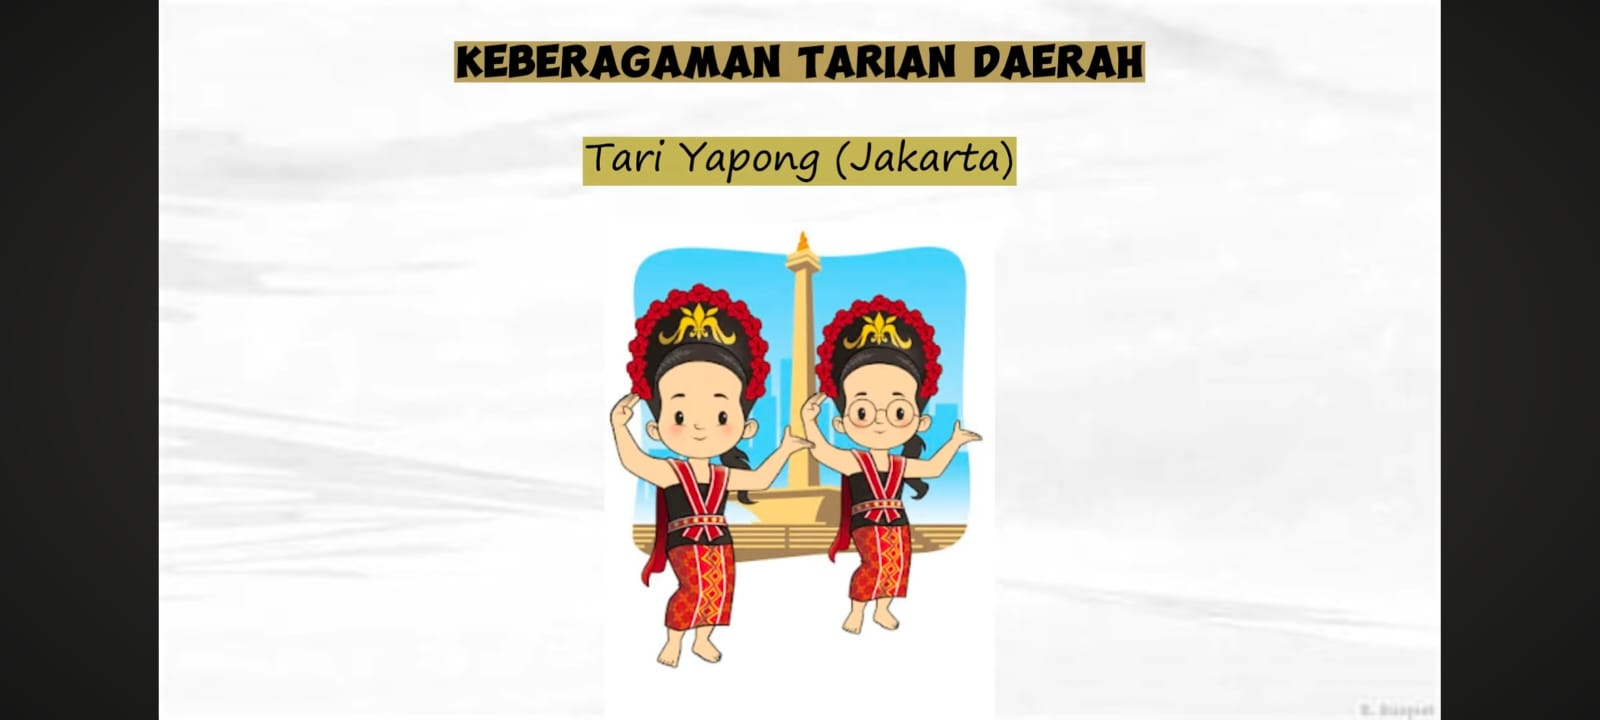 KEBERAGAMAN TARIAN DAERAH
Tari Yapong (Jakarta)